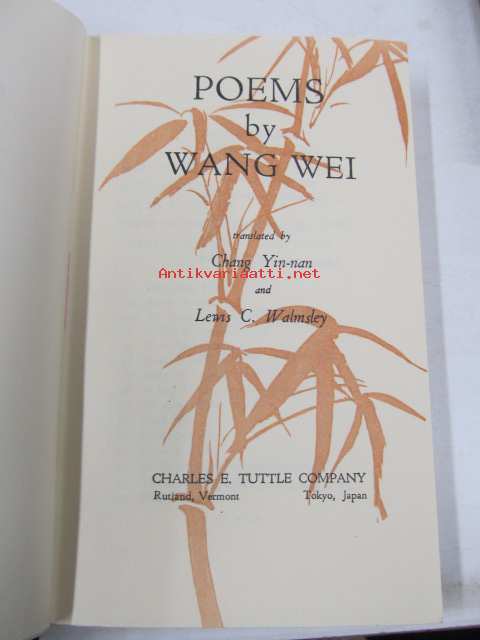 POEMS
by
WANG WEI
translated by
Chang Yin-nan
Antikvariaatti.net
and
Lewis C. Walmsley
CHARLES E. TUTTLE COMPANY
Rutland, Vermont Tokyo, Japan